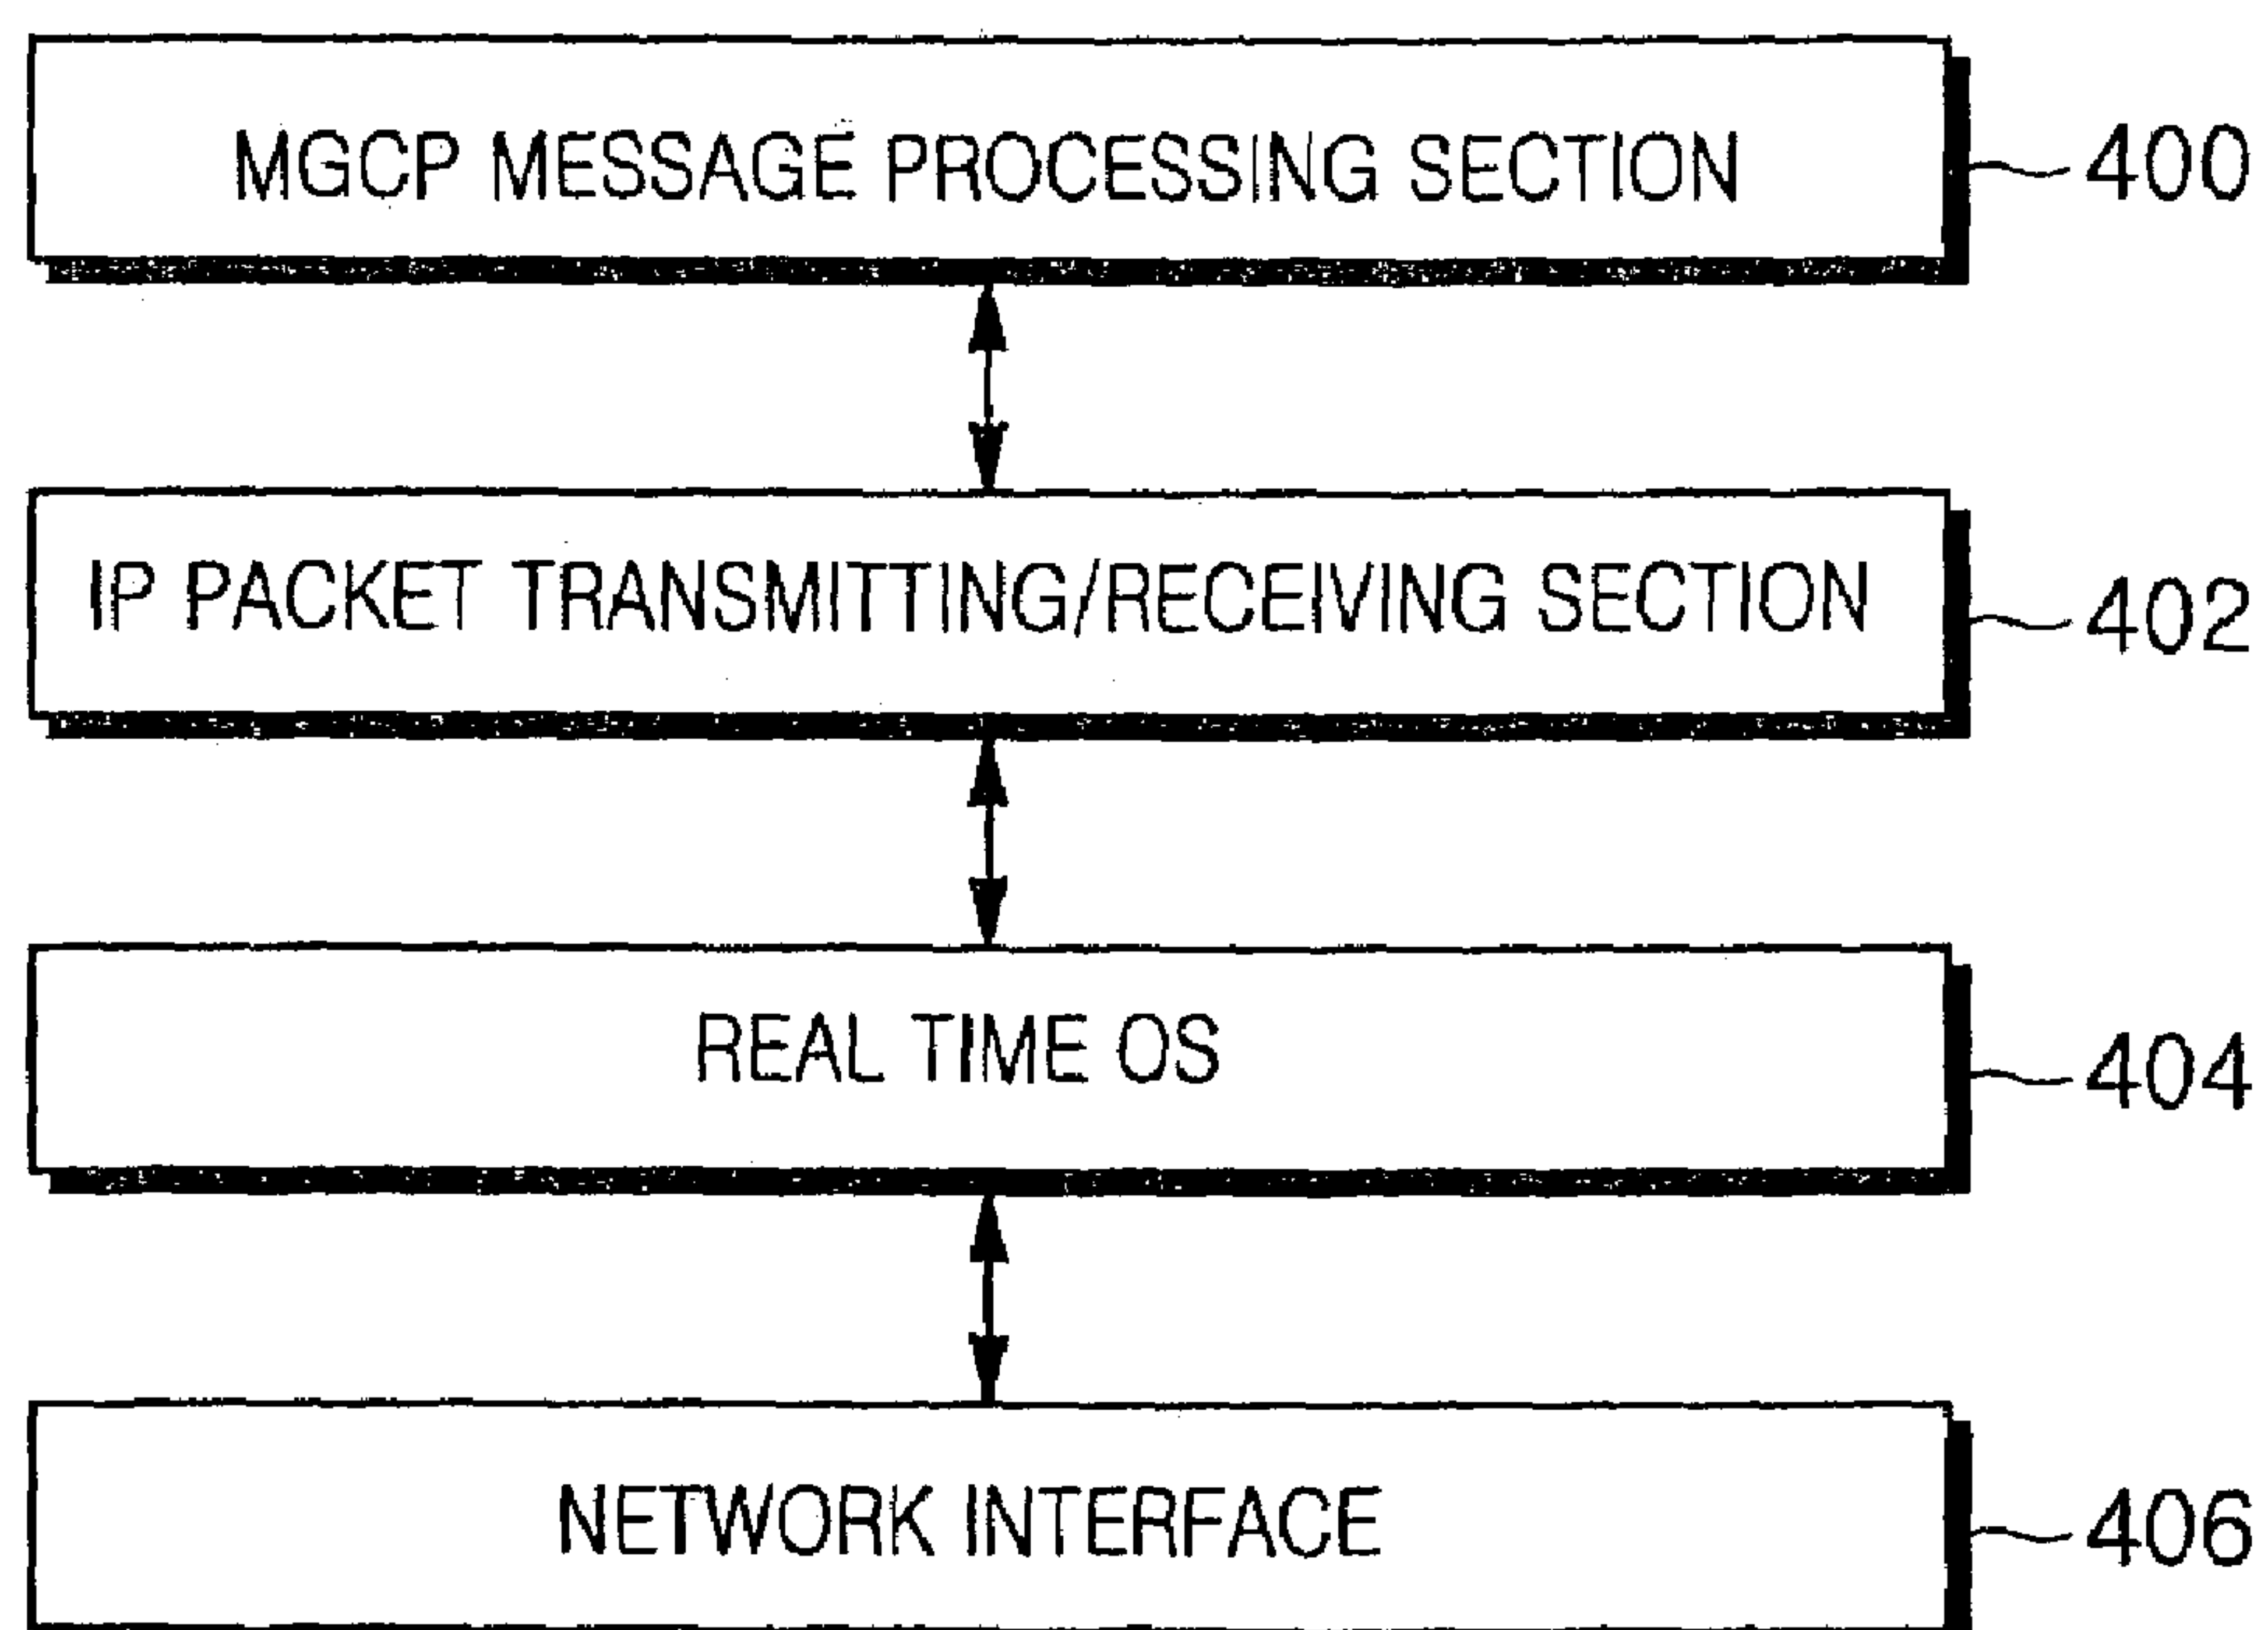 MGCP MESSAGE PROCESSING SECTION 400
IP PACKET TRANSMITTING/RECEIVING SECTION 402
REAL TIME OS 404
NETWORK INTERFACE 406